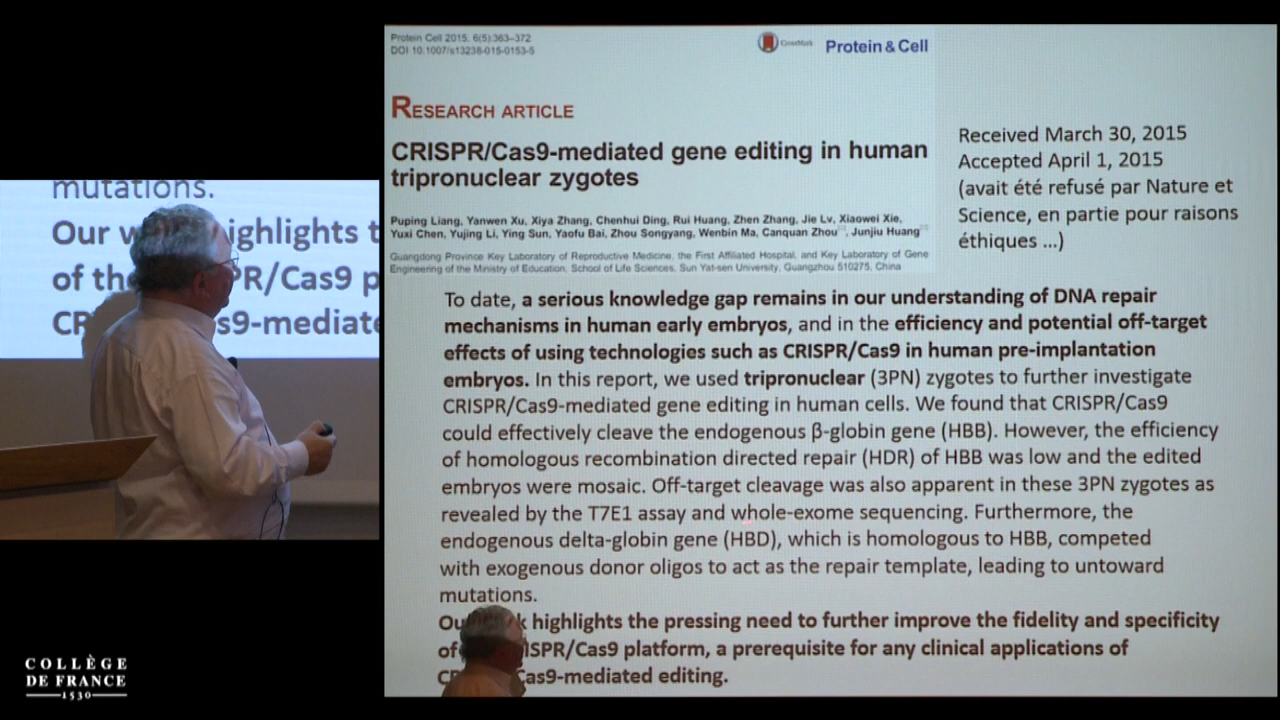 mutations.
Our highlights
of the PR/Cas9
CR s9-mediate
COLLÈGE
DE FRANCE
1530
Protein Cell 2015, 6(5):363–372
DOI 10.1007/s13238-015-0153-5
CrossMark
Protein & Cell
RESEARCH ARTICLE
CRISPR/Cas9-mediated gene editing in human
tripronuclear zygotes
Puping Liang, Yanwen Xu, Xiya Zhang, Chenhui Ding, Rui Huang, Zhen Zhang, Jie Lv, Xiaowei Xie,
Yuxi Chen, Yujing Li, Ying Sun, Yaofu Bai, Zhou Songyang, Wenbin Ma, Canquan Zhou, Junjiu Huang
Guangdong Province Key Laboratory of Reproductive Medicine, the First Affiliated Hospital, and Key Laboratory of Gene
Engineering of the Ministry of Education, School of Life Sciences, Sun Yat-sen University, Guangzhou 510275, China
Received March 30, 2015
Accepted April 1, 2015
(avait été refusé par Nature et
Science, en partie pour raisons
éthiques ...)
To date, a serious knowledge gap remains in our understanding of DNA repair
mechanisms in human early embryos, and in the efficiency and potential off-target
effects of using technologies such as CRISPR/Cas9 in human pre-implantation
embryos. In this report, we used tripronuclear (3PN) zygotes to further investigate
CRISPR/Cas9-mediated gene editing in human cells. We found that CRISPR/Cas9
could effectively cleave the endogenous β-globin gene (HBB). However, the efficiency
of homologous recombination directed repair (HDR) of HBB was low and the edited
embryos were mosaic. Off-target cleavage was also apparent in these 3PN zygotes as
revealed by the T7E1 assay and whole-exome sequencing. Furthermore, the
endogenous delta-globin gene (HBD), which is homologous to HBB, competed
with exogenous donor oligos to act as the repair template, leading to untoward
mutations.
Ou k highlights the pressing need to further improve the fidelity and specificity
of ISPR/Cas9 platform, a prerequisite for any clinical applications of
C Cas9-mediated editing.